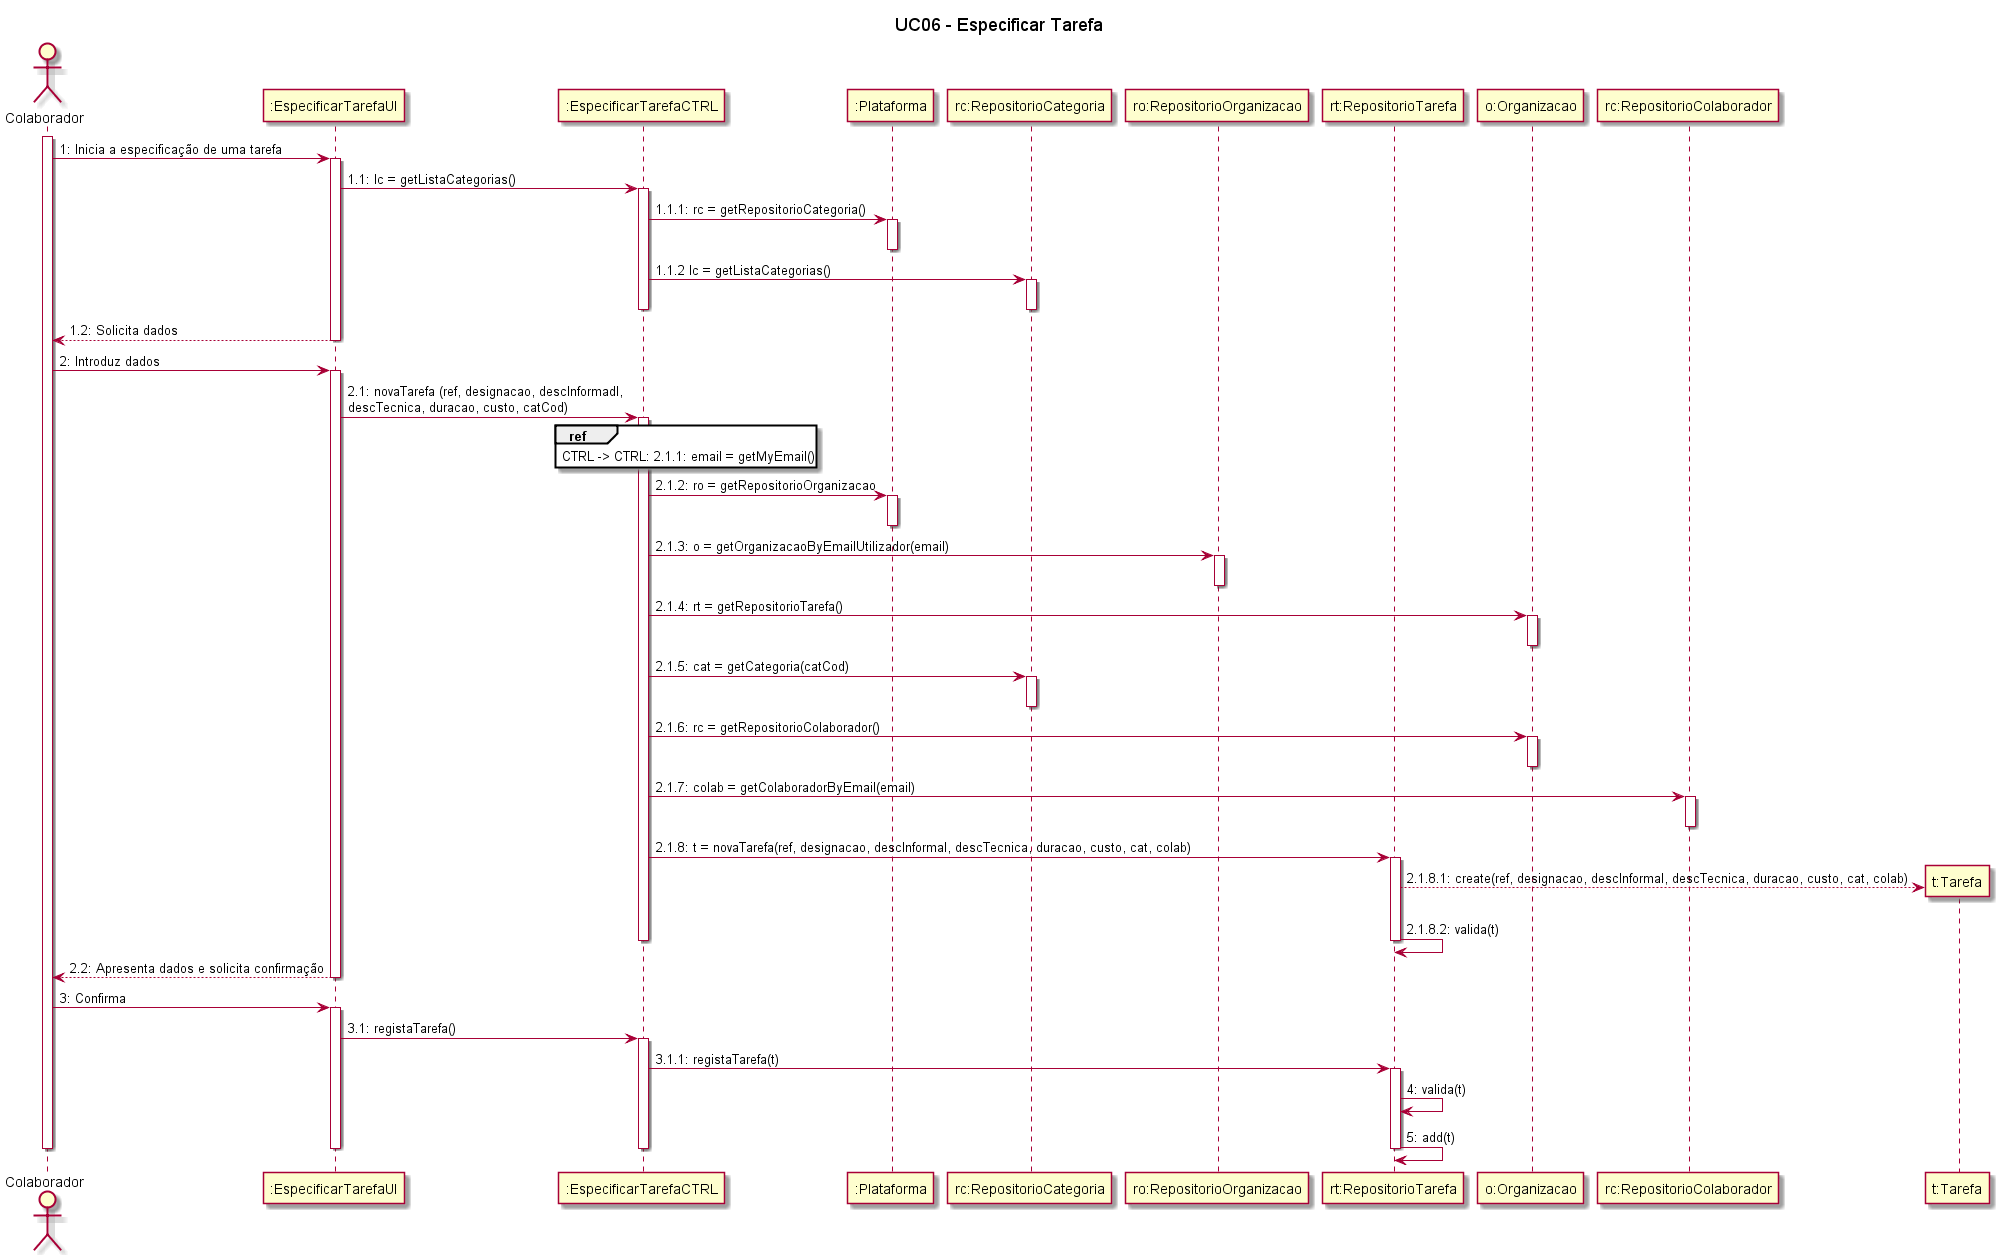 UC06 - Especificar Tarefa
Colaborador
:EspecificarTarefaUI
:EspecificarTarefaCTRL
:Plataforma
rc:RepositorioCategoria
ro:RepositorioOrganizacao
rt:RepositorioTarefa
o:Organizacao
rc:RepositorioColaborador
1: Inicia a especificação de uma tarefa
1.1: lc = getListaCategorias()
1.1.1: rc = getRepositorioCategoria()
1.1.2 lc = getListaCategorias()
1.2: Solicita dados
2: Introduz dados
2.1: novaTarefa (ref, designacao, descInformadl,
descTecnica, duracao, custo, catCod)
ref
CTRL -> CTRL: 2.1.1: email = getMyEmail()
2.1.2: ro = getRepositorioOrganizacao
2.1.3: o = getOrganizacaoByEmailUtilizador(email)
2.1.4: rt = getRepositorioTarefa()
2.1.5: cat = getCategoria(catCod)
2.1.6: rc = getRepositorioColaborador()
2.1.7: colab = getColaboradorByEmail(email)
2.1.8: t = novaTarefa(ref, designacao, descInformal, descTecnica, duracao, custo, cat, colab)
2.1.8.1: create(ref, designacao, descInformal, descTecnica, duracao, custo, cat, colab)
t:Tarefa
2.1.8.2: valida(t)
2.2: Apresenta dados e solicita confirmação
3: Confirma
3.1: registaTarefa()
3.1.1: registaTarefa(t)
4: valida(t)
5: add(t)
Colaborador
:EspecificarTarefaUI
:EspecificarTarefaCTRL
:Plataforma
rc:RepositorioCategoria
ro:RepositorioOrganizacao
rt:RepositorioTarefa
o:Organizacao
rc:RepositorioColaborador
t:Tarefa